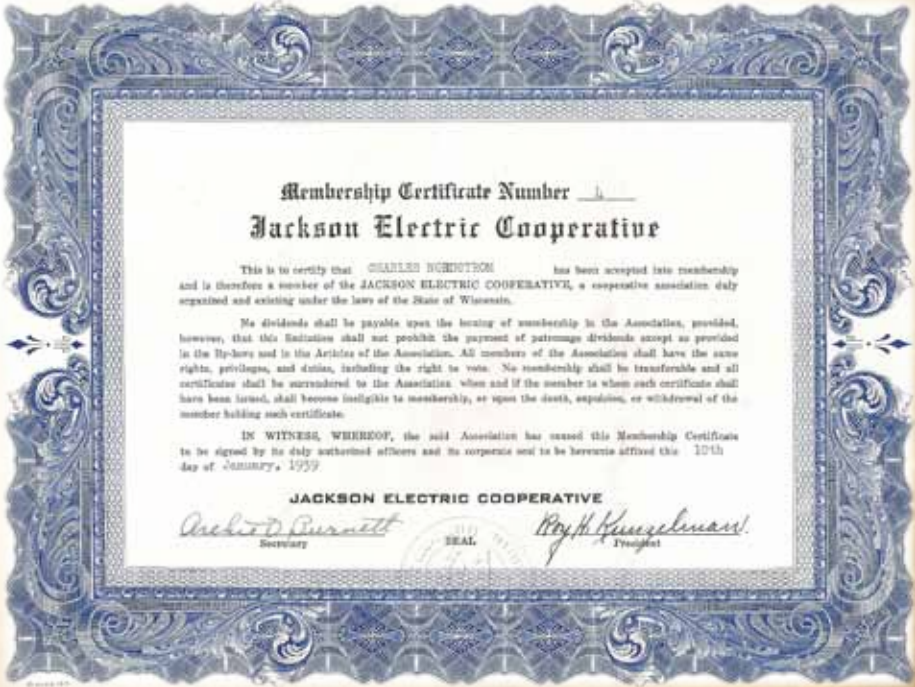 Membership Certificate Number
Jackson Electric Cooperative
This is to certify that CHARLES NORDSTROM has been accepted into membership
and is therefore a member of the JACKSON ELECTRIC COOPERATIVE, a cooperative association duly
organized and existing under the laws of the State of Wisconsin.
No dividends shall be payable upon the issuing of membership in the Association, provided,
however, that this limitation shall not prohibit the payment of patronage dividends except as provided
in the By-laws and in the Articles of the Association. All members of the Association shall have the same
rights, privileges, and duties, including the right to vote. No membership shall be transferable and all
certificates shall be surrendered to the Association when and if the member to whom such certificate shall
have been issued, shall become ineligible to membership, or upon the death, expulsion, or withdrawal of the
member holding such certificate.
IN WITNESS, WHEREOF, the said Association has caused this Membership Certificate
to be signed by its duly authorized officers and its corporate seal to be hereunto affixed this 10th
day of January, 1959
JACKSON ELECTRIC COOPERATIVE
Archie D. Burnett Roy H. Kunzelman
Secretary SEAL President